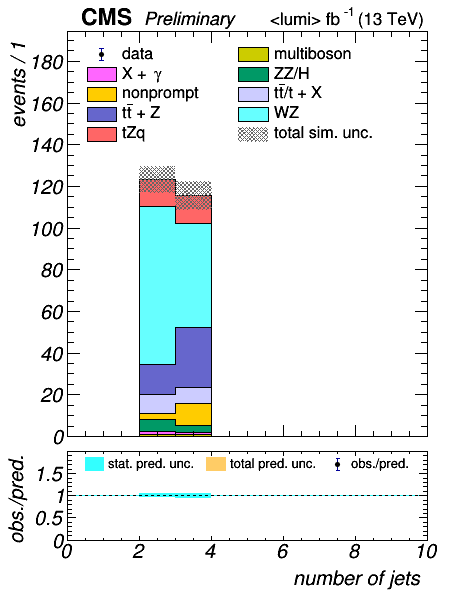 CMS Preliminary <lumi> fb⁻¹ (13 TeV)
events / 1
180
160
140
120
100
80
60
40
20
0
data
X + γ
nonprompt
tt̄ + Z
tZq
multiboson
ZZ/H
tt̄/t + X
WZ
total sim. unc.
obs./pred.
1.5
1
0.5
0
stat. pred. unc. total pred. unc. obs./pred.
0 2 4 6 8 10
number of jets